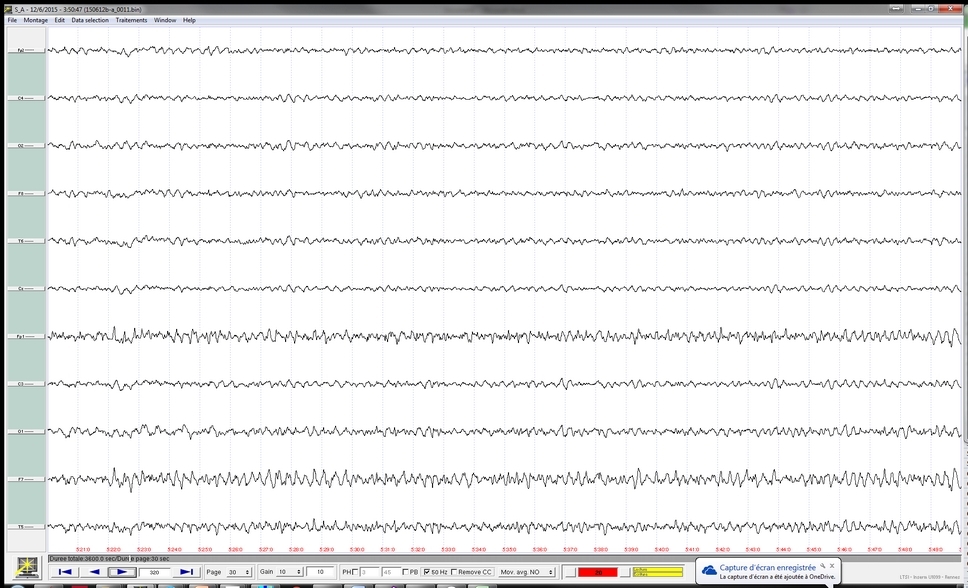 S_A - 12/6/2015 - 3:50:47 (150612b-a_0011.bin)
File Montage Edit Data selection Traitements Window Help
Fp2
C4
O2
F8
T6
Cz
Fp1
C3
O1
F7
T5
5:21:0 5:22:0 5:23:0 5:24:0 5:25:0 5:26:0 5:27:0 5:28:0 5:29:0 5:30:0 5:31:0 5:32:0 5:33:0 5:34:0 5:35:0 5:36:0 5:37:0 5:38:0 5:39:0 5:40:0 5:41:0 5:42:0 5:43:0 5:44:0 5:45:0 5:46:0 5:47:0 5:48:0 5:49:0
Duree totale:3600.0 sec/Duree page:30 sec
320 Page 30 Gain 10 10 PH 3 45 PB 50 Hz Remove CC Mov. avg. NO
Capture d'écran enregistrée
La capture d'écran a été ajoutée à OneDrive.